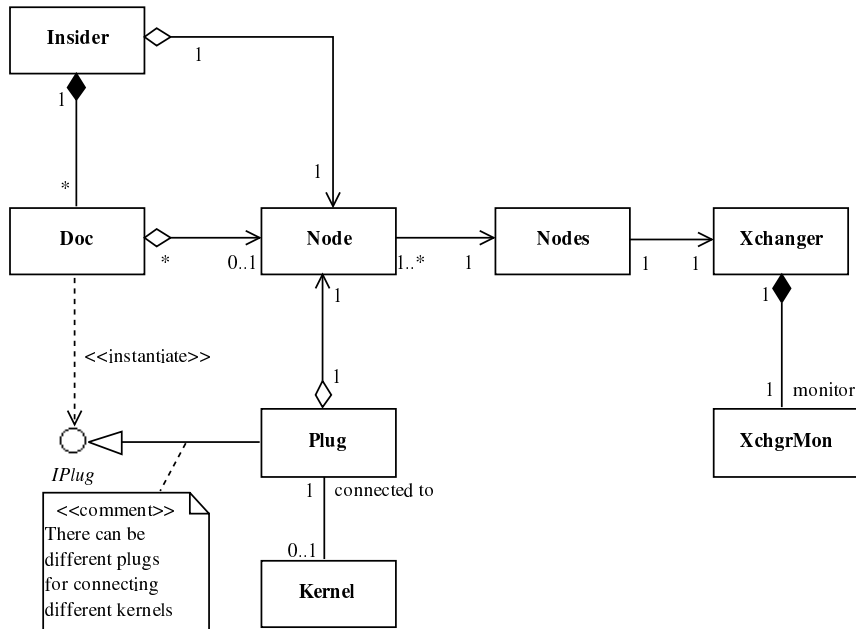 Insider
1
1
1
*
Doc
*
0..1
Node
1..*
1
Nodes
1
1
Xchanger
1
1
monitor
XchgrMon
<<instantiate>>
1
1
IPlug
Plug
1
connected to
0..1
Kernel
<<comment>>
There can be
different plugs
for connecting
different kernels